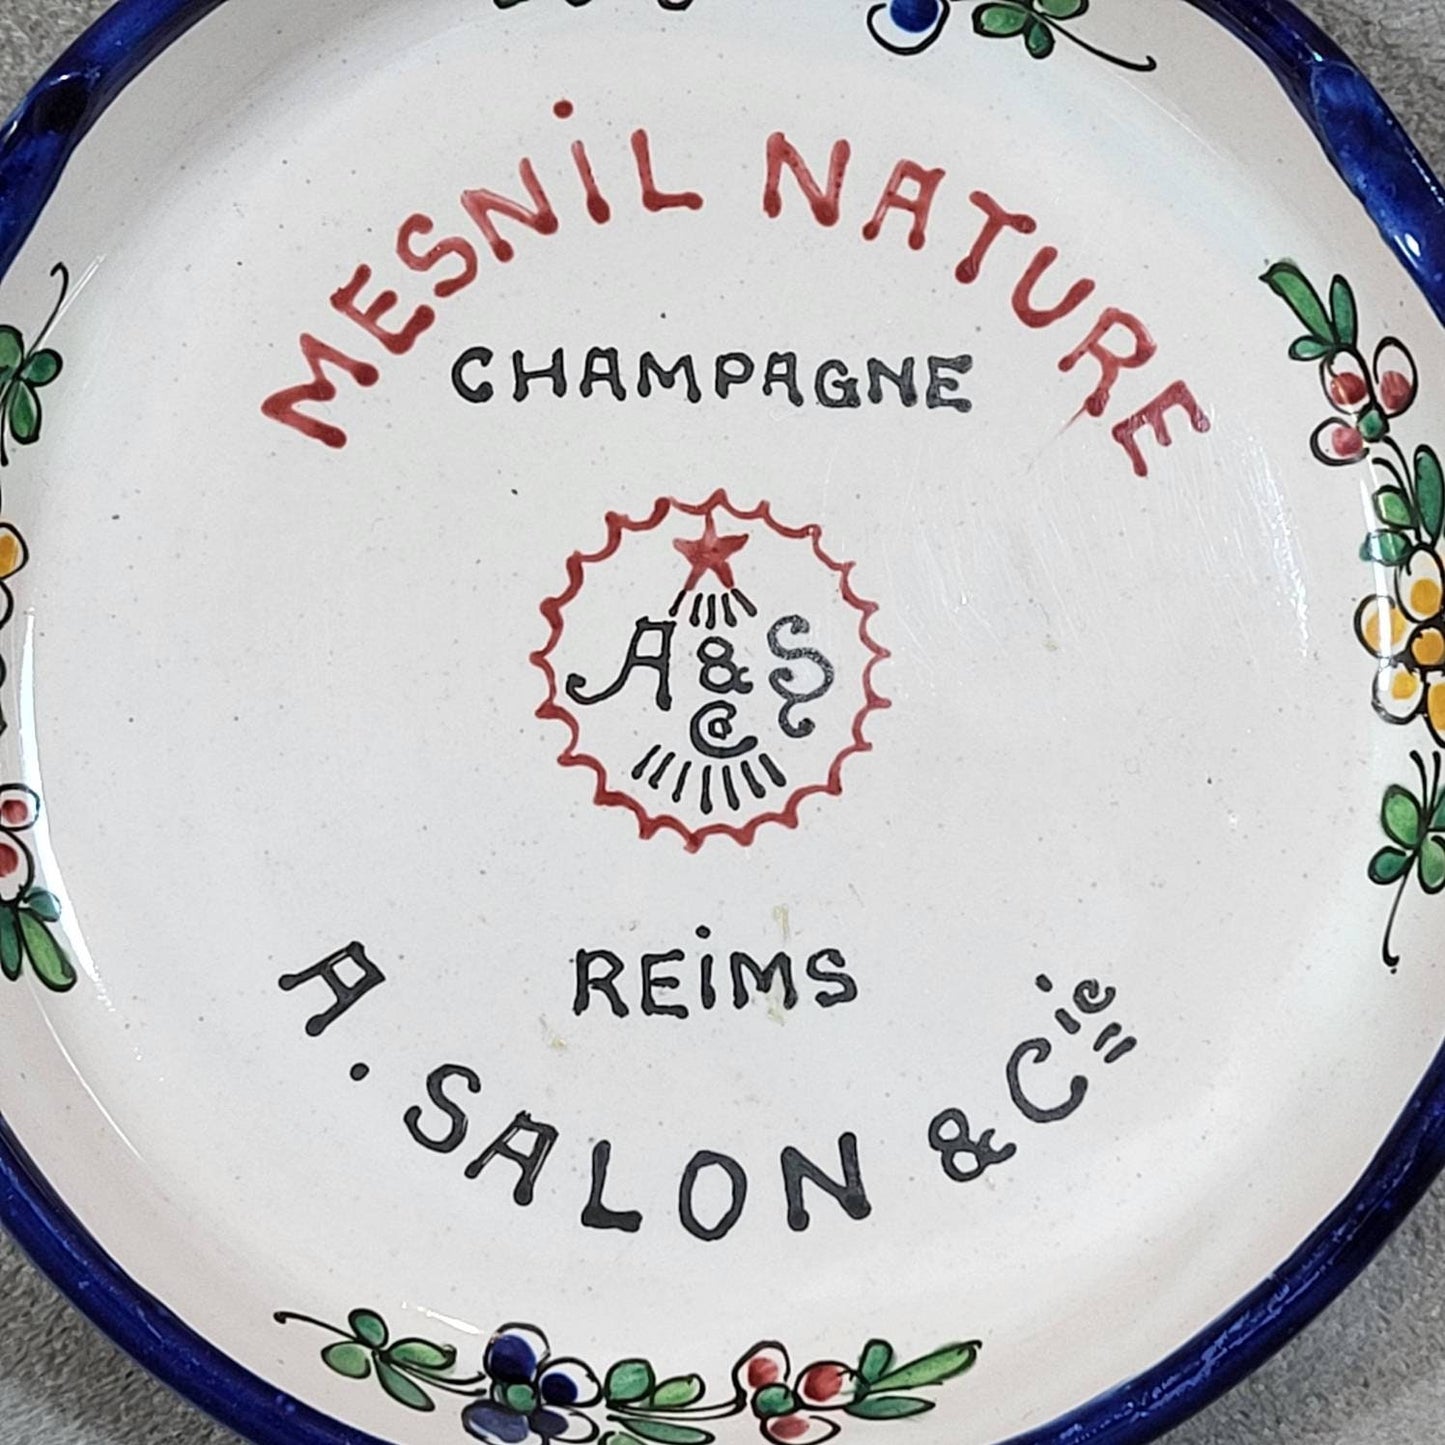 MESNiL NATURE
CHAMPAGNE
A & S
C
REiMS
A. SALON & Cie